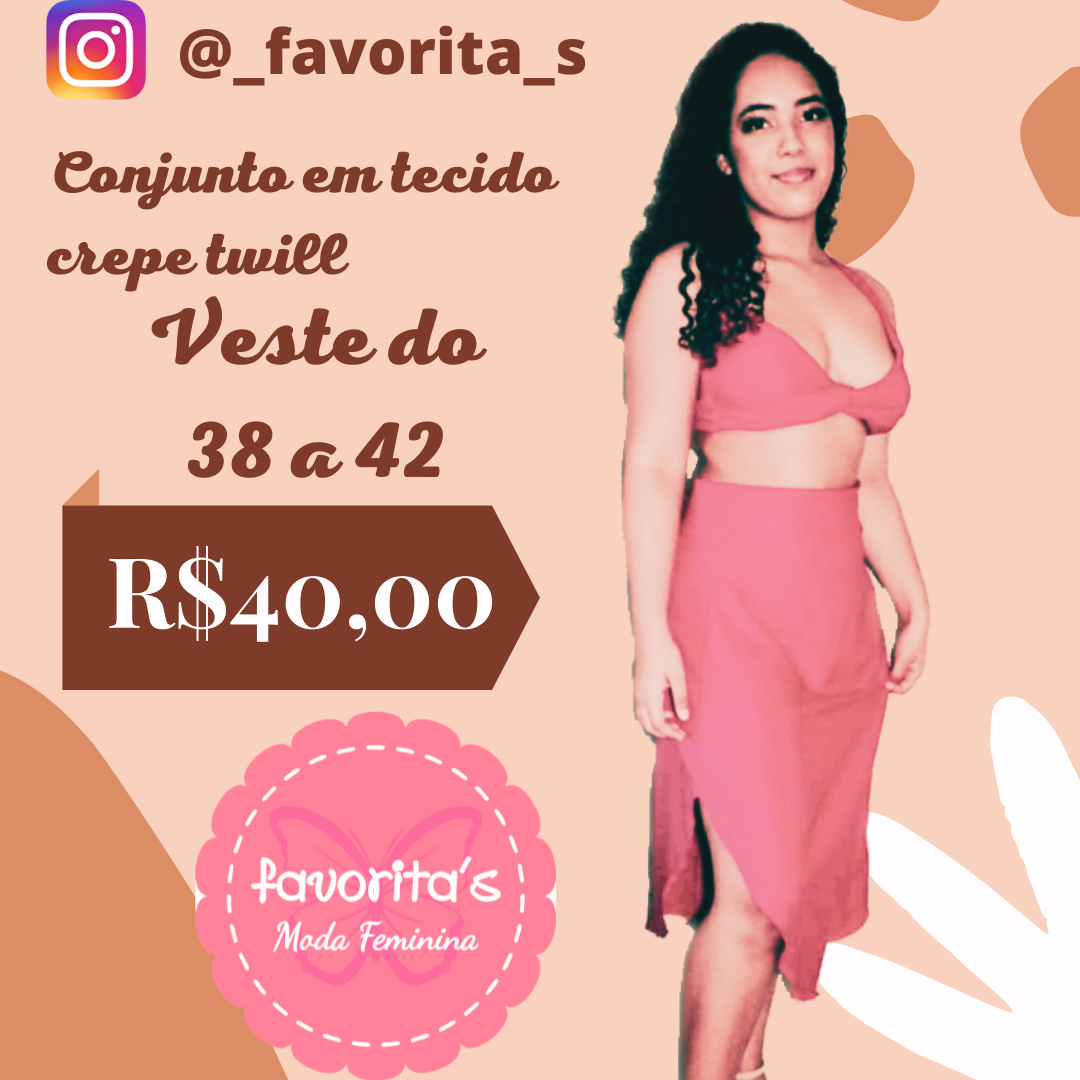 @_favorita_s
Conjunto em tecido
crepe twill
Veste do
38 a 42
R$40,00
favorita's
Moda Feminina